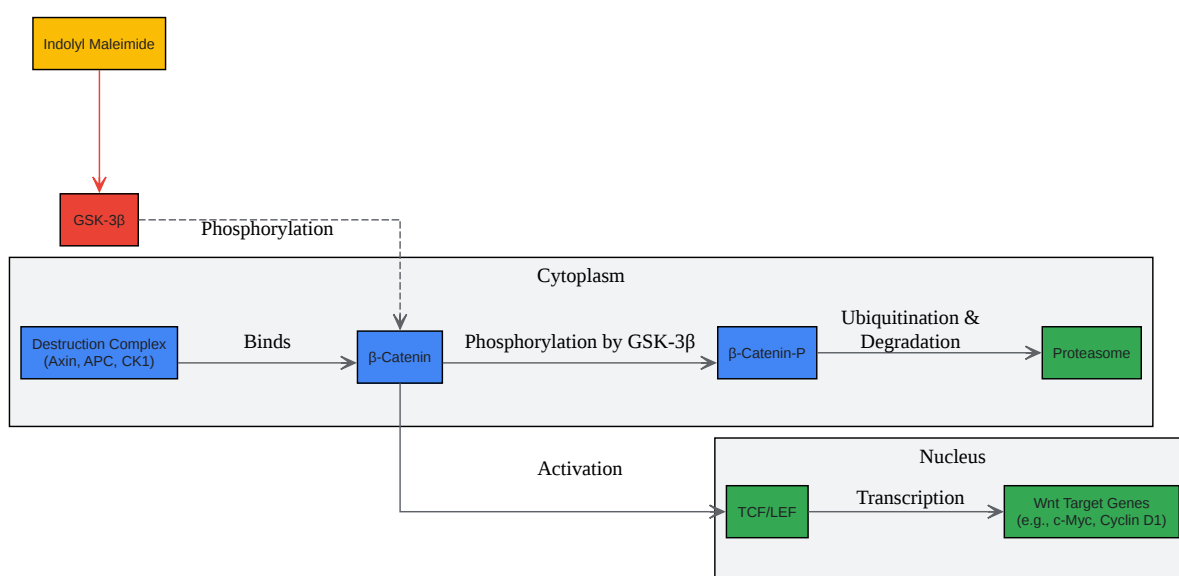 Indolyl Maleimide
GSK-3β
Phosphorylation
Cytoplasm
Destruction Complex
(Axin, APC, CK1)
Binds
β-Catenin
Phosphorylation by GSK-3β
β-Catenin-P
Ubiquitination &
Degradation
Proteasome
Activation
Nucleus
TCF/LEF
Transcription
Wnt Target Genes
(e.g., c-Myc, Cyclin D1)